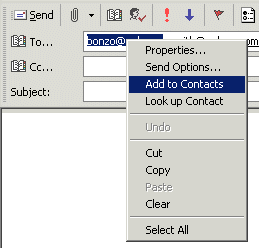 Send
To...
bonzo@
Properties...
Send Options...
Cc...
Add to Contacts
Look up Contact
Subject:
Undo
Cut
Copy
Paste
Clear
Select All